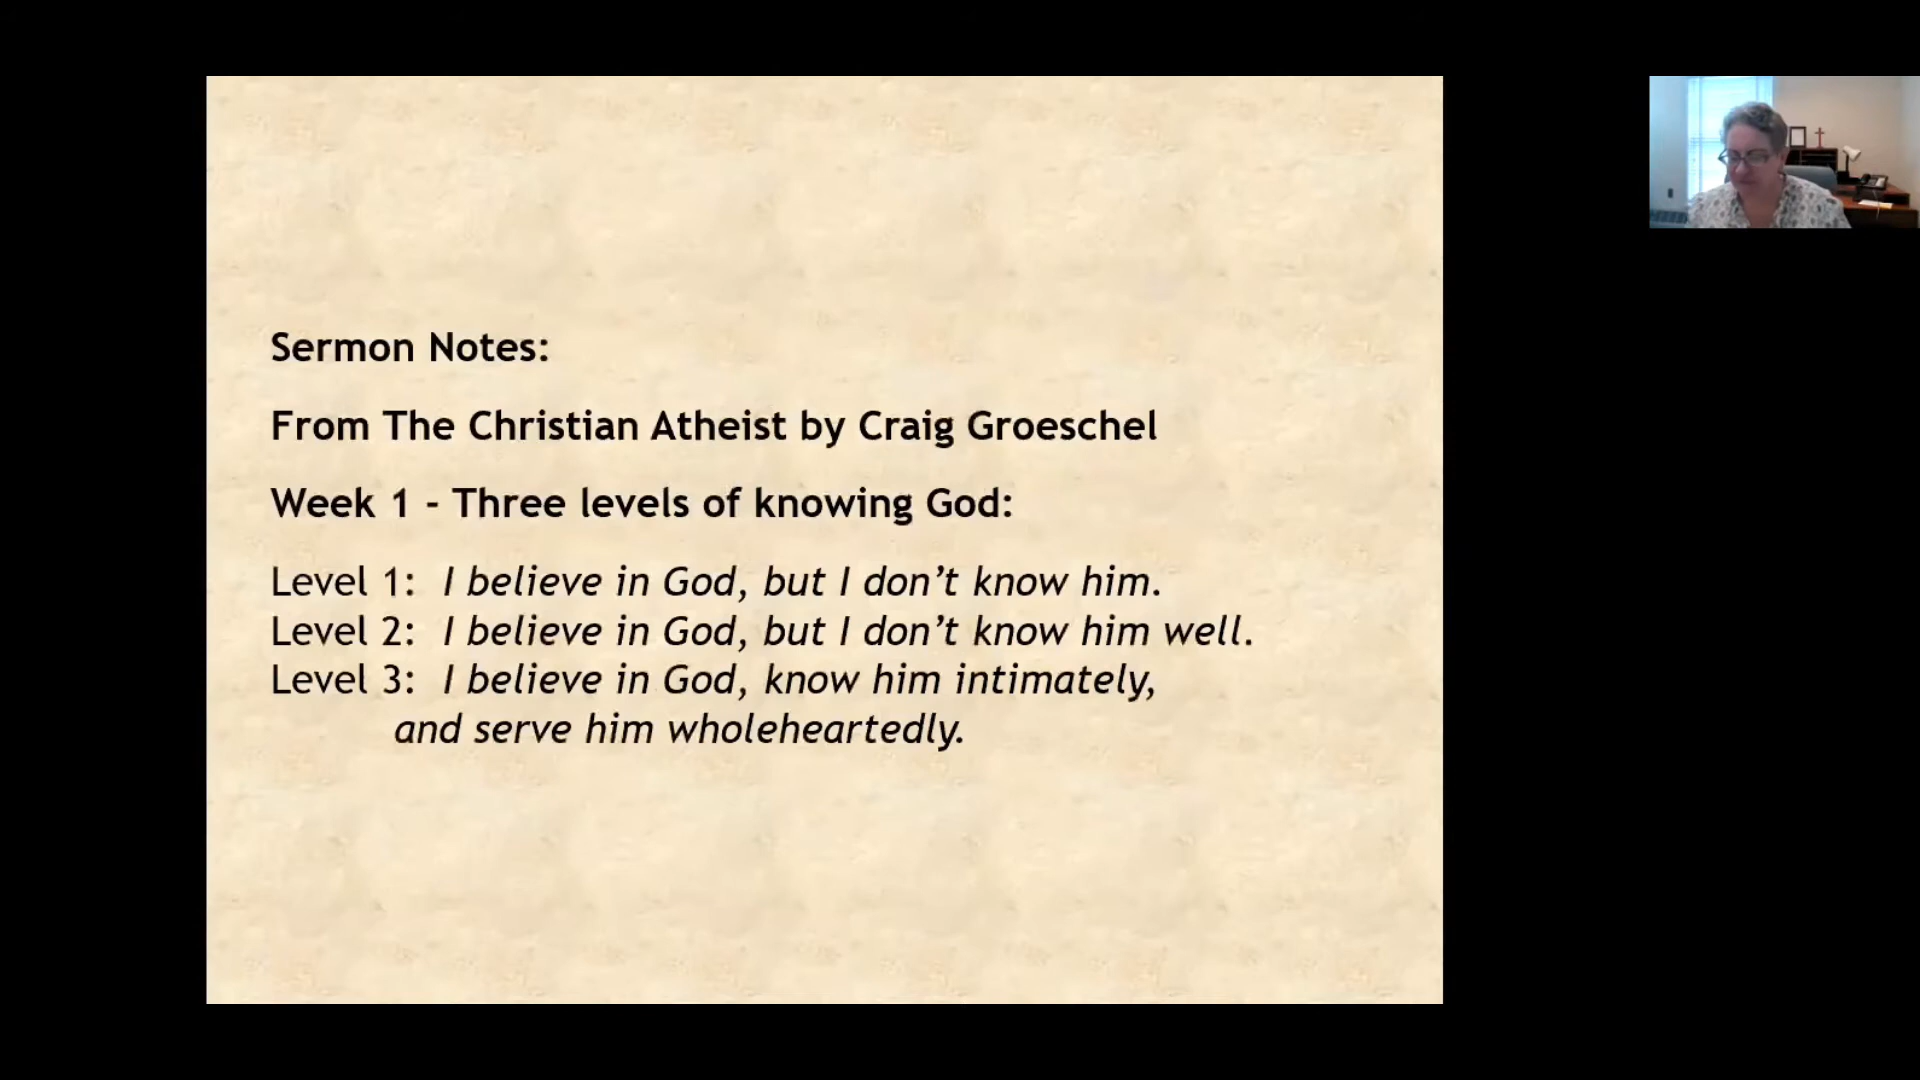 Sermon Notes:
From The Christian Atheist by Craig Groeschel
Week 1 - Three levels of knowing God:
Level 1: I believe in God, but I don’t know him.
Level 2: I believe in God, but I don’t know him well.
Level 3: I believe in God, know him intimately,
and serve him wholeheartedly.